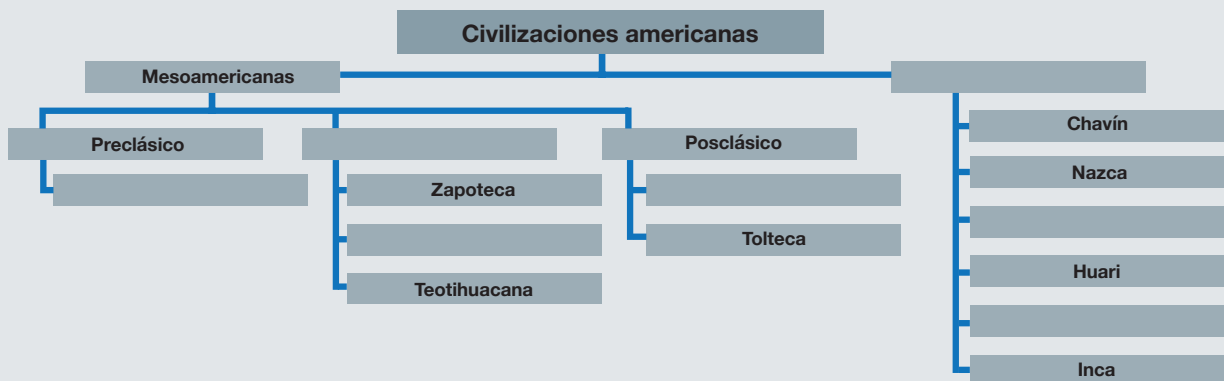 Civilizaciones americanas
Mesoamericanas
Preclásico
Posclásico
Zapoteca
Tolteca
Teotihuacana
Chavín
Nazca
Huari
Inca